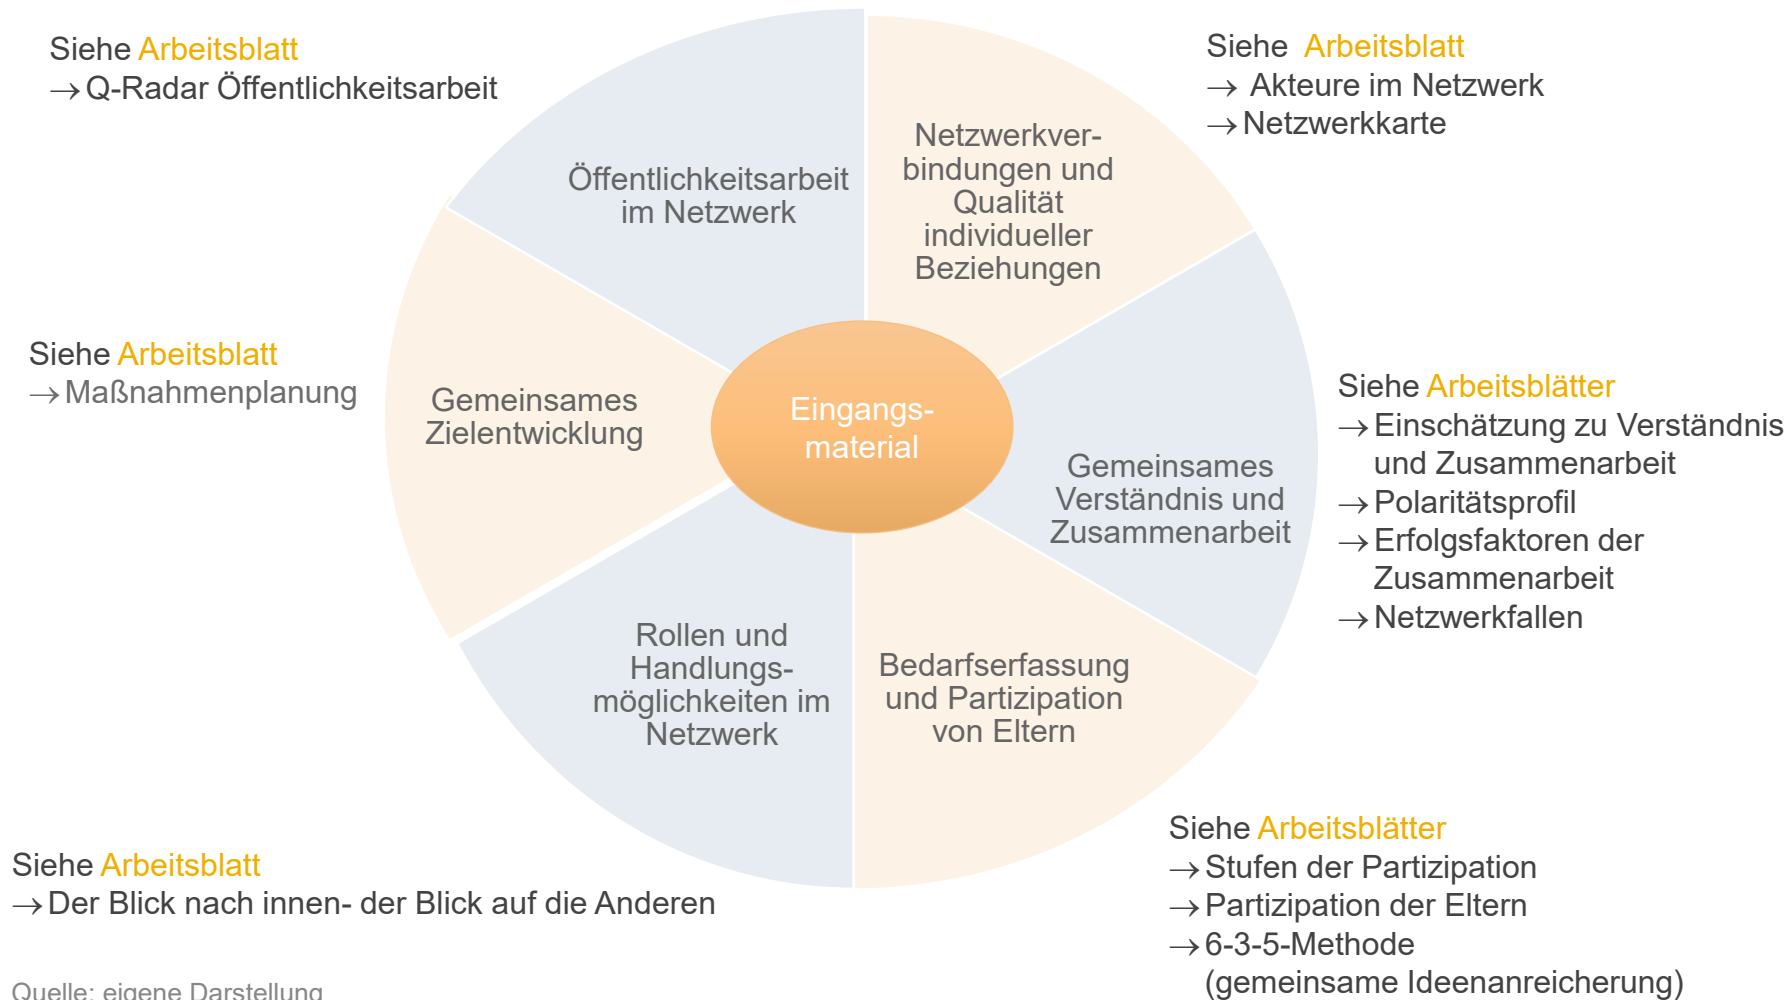 Siehe Arbeitsblatt
→ Q-Radar Öffentlichkeitsarbeit
Siehe Arbeitsblatt
→ Akteure im Netzwerk
→ Netzwerkkarte
Öffentlichkeitsarbeit
im Netzwerk
Netzwerkver-
bindungen und
Qualität
individueller
Beziehungen
Siehe Arbeitsblatt
→ Maßnahmenplanung
Gemeinsames
Zielentwicklung
Eingangs-
material
Gemeinsames
Verständnis und
Zusammenarbeit
Siehe Arbeitsblätter
→ Einschätzung zu Verständnis
und Zusammenarbeit
→ Polaritätsprofil
→ Erfolgsfaktoren der
Zusammenarbeit
→ Netzwerkfallen
Rollen und
Handlungs-
möglichkeiten im
Netzwerk
Bedarfserfassung
und Partizipation
von Eltern
Siehe Arbeitsblatt
→ Der Blick nach innen- der Blick auf die Anderen
Siehe Arbeitsblätter
→ Stufen der Partizipation
→ Partizipation der Eltern
→ 6-3-5-Methode
(gemeinsame Ideenanreicherung)
Quelle: eigene Darstellung